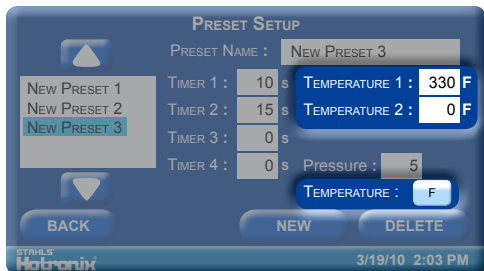 PRESET SETUP
PRESET NAME : NEW PRESET 3
NEW PRESET 1
NEW PRESET 2
NEW PRESET 3
TIMER 1 : 10 S
TIMER 2 : 15 S
TIMER 3 : 0 S
TIMER 4 : 0 S
TEMPERATURE 1 : 330 F
TEMPERATURE 2 : 0 F
Pressure : 5
TEMPERATURE : F
BACK
NEW
DELETE
STAHLS'
Hotronix
3/19/10 2:03 PM